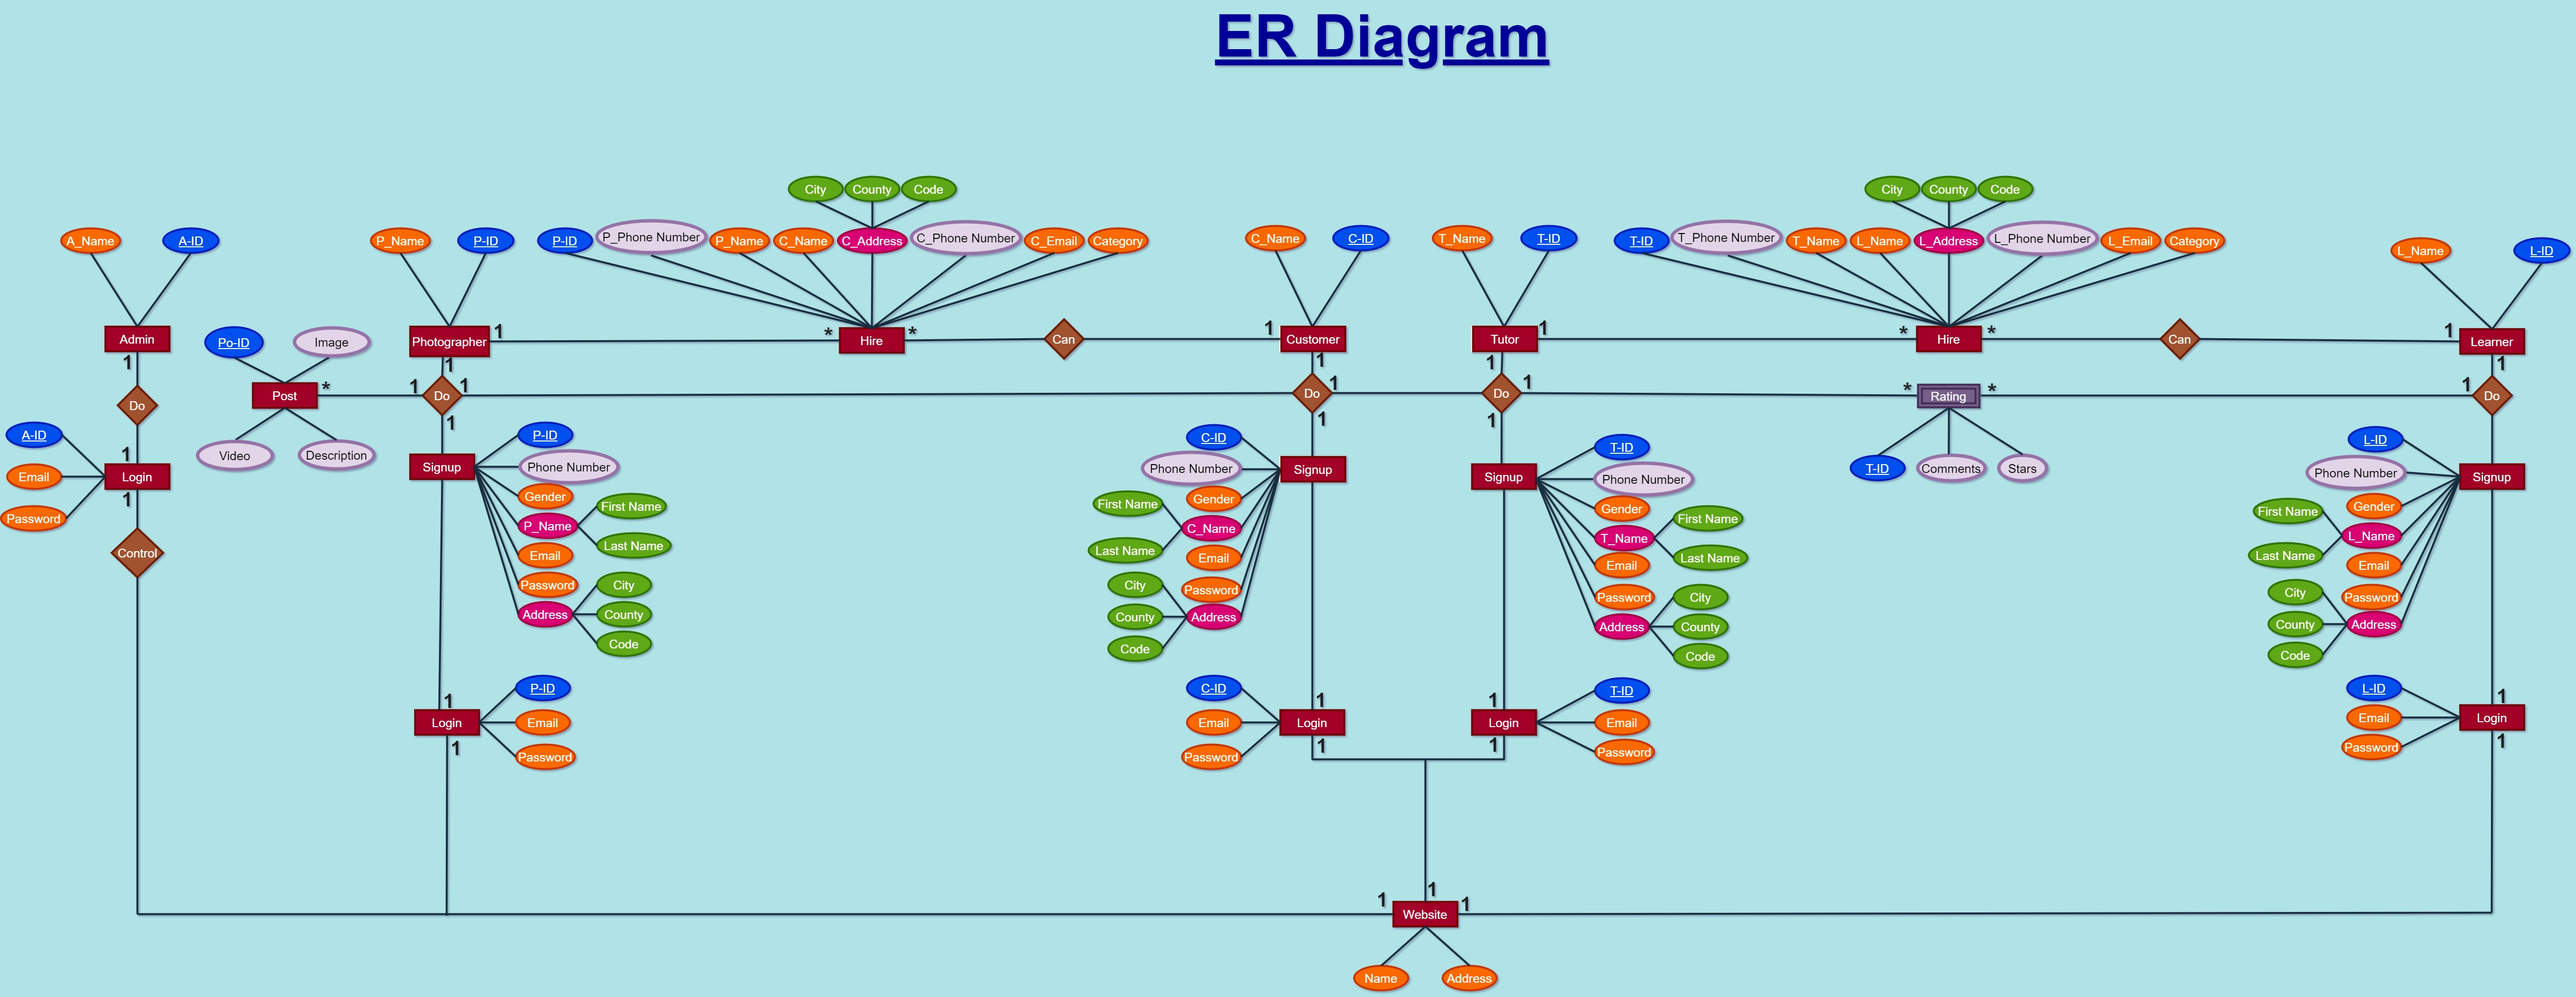 ER Diagram
City
County
Code
City
County
Code
A_Name
A-ID
P_Name
P-ID
P-ID
P_Phone Number
P_Name
C_Name
C_Address
C_Phone Number
C_Email
Category
C_Name
C-ID
T_Name
T-ID
T-ID
T_Phone Number
T_Name
L_Name
L_Address
L_Phone Number
L_Email
Category
L_Name
L-ID
Admin
1
Po-ID
Image
Photographer
1
1
*
Hire
*
Can
1
Customer
1
Tutor
1
1
1
*
Hire
*
Can
1
Learner
1
Do
Post
*
1
Do
1
Do
1
Do
1
*
Rating
*
1
Do
1
1
1
A-ID
1
Login
1
Email
Password
Control
Video
Description
Signup
P-ID
Phone Number
Gender
P_Name
First Name
Last Name
Email
Password
Address
City
County
Code
C-ID
Phone Number
Signup
Gender
First Name
C_Name
Last Name
Email
Password
City
County
Address
Code
Signup
T-ID
Phone Number
Gender
T_Name
First Name
Last Name
Email
Password
Address
City
County
Code
T-ID
Comments
Stars
L-ID
Phone Number
Signup
Gender
First Name
L_Name
Last Name
Email
Password
City
County
Address
Code
1
Login
1
P-ID
Email
Password
C-ID
Email
Password
1
Login
1
1
Login
1
T-ID
Email
Password
L-ID
Email
Password
1
Login
1
1
1
1
Website
Name
Address